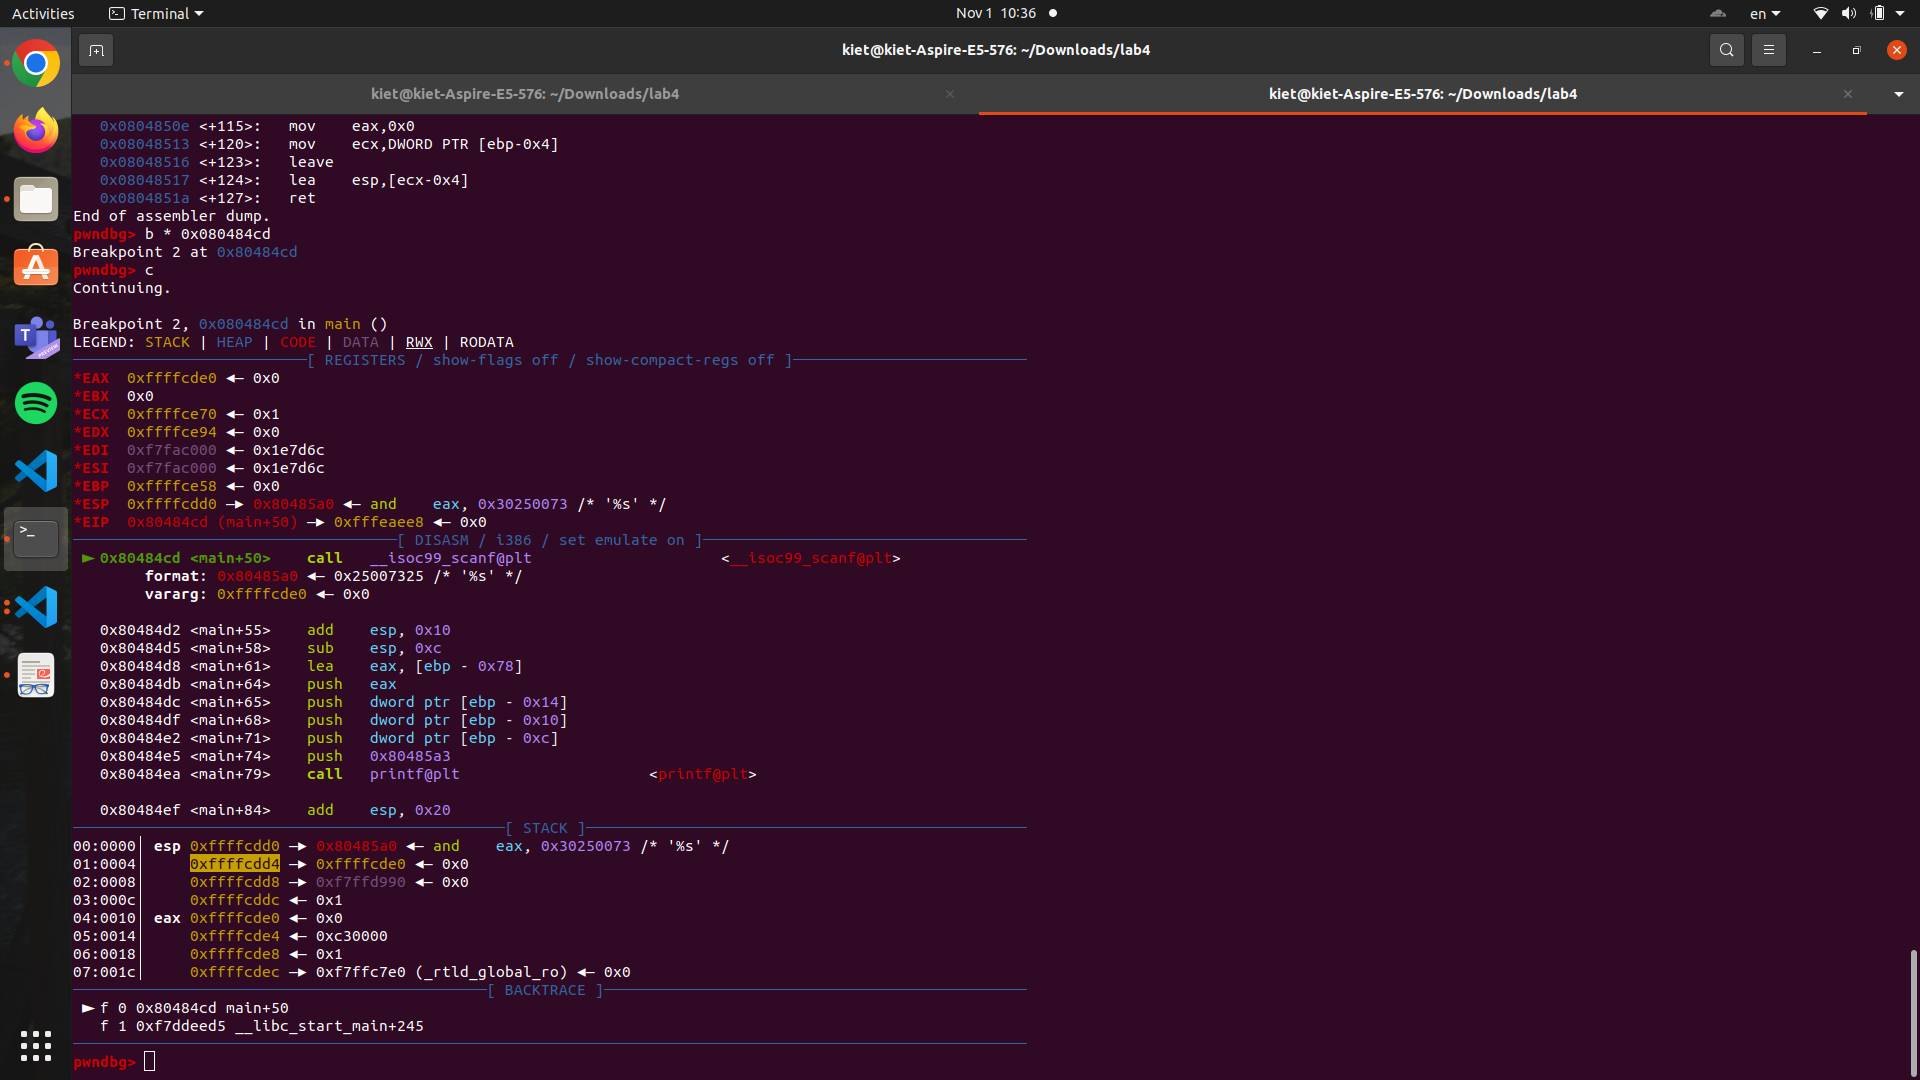 Activities Terminal Nov 1 10:36 en
kiet@kiet-Aspire-E5-576: ~/Downloads/lab4
kiet@kiet-Aspire-E5-576: ~/Downloads/lab4 kiet@kiet-Aspire-E5-576: ~/Downloads/lab4
0x0804850e <+115>: mov eax,0x0
0x08048513 <+120>: mov ecx,DWORD PTR [ebp-0x4]
0x08048516 <+123>: leave
0x08048517 <+124>: lea esp,[ecx-0x4]
0x0804851a <+127>: ret
End of assembler dump.
pwndbg> b * 0x080484cd
Breakpoint 2 at 0x80484cd
pwndbg> c
Continuing.
Breakpoint 2, 0x080484cd in main ()
LEGEND: STACK | HEAP | CODE | DATA | RWX | RODATA
[ REGISTERS / show-flags off / show-compact-regs off ]
*EAX 0xffffcde0 ◂— 0x0
*EBX 0x0
*ECX 0xffffce70 ◂— 0x1
*EDX 0xffffce94 ◂— 0x0
*EDI 0xf7fac000 ◂— 0x1e7d6c
*ESI 0xf7fac000 ◂— 0x1e7d6c
*EBP 0xffffce58 ◂— 0x0
*ESP 0xffffcdd0 —▸ 0x80485a0 ◂— and eax, 0x30250073 /* '%s' */
*EIP 0x80484cd (main+50) —▸ 0xfffeaee8 ◂— 0x0
[ DISASM / i386 / set emulate on ]
► 0x80484cd <main+50> call __isoc99_scanf@plt <__isoc99_scanf@plt>
format: 0x80485a0 ◂— 0x25007325 /* '%s' */
vararg: 0xffffcde0 ◂— 0x0
0x80484d2 <main+55> add esp, 0x10
0x80484d5 <main+58> sub esp, 0xc
0x80484d8 <main+61> lea eax, [ebp - 0x78]
0x80484db <main+64> push eax
0x80484dc <main+65> push dword ptr [ebp - 0x14]
0x80484df <main+68> push dword ptr [ebp - 0x10]
0x80484e2 <main+71> push dword ptr [ebp - 0xc]
0x80484e5 <main+74> push 0x80485a3
0x80484ea <main+79> call printf@plt <printf@plt>
0x80484ef <main+84> add esp, 0x20
[ STACK ]
00:0000│ esp 0xffffcdd0 —▸ 0x80485a0 ◂— and eax, 0x30250073 /* '%s' */
01:0004│ 0xffffcdd4 —▸ 0xffffcde0 ◂— 0x0
02:0008│ 0xffffcdd8 —▸ 0xf7ffd990 ◂— 0x0
03:000c│ 0xffffcddc ◂— 0x1
04:0010│ eax 0xffffcde0 ◂— 0x0
05:0014│ 0xffffcde4 ◂— 0xc30000
06:0018│ 0xffffcde8 ◂— 0x1
07:001c│ 0xffffcdec —▸ 0xf7ffc7e0 (_rtld_global_ro) ◂— 0x0
[ BACKTRACE ]
► f 0 0x80484cd main+50
f 1 0xf7ddeed5 __libc_start_main+245
pwndbg>